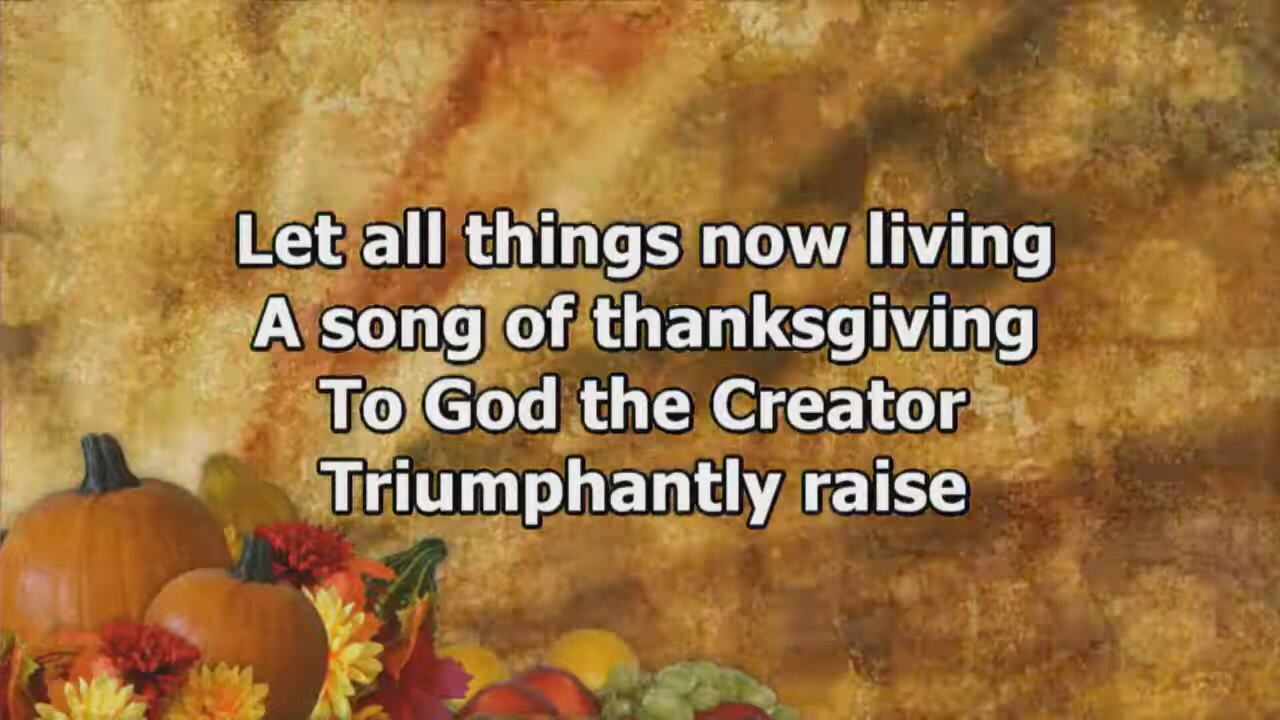 Let all things now living
A song of thanksgiving
To God the Creator
Triumphantly raise